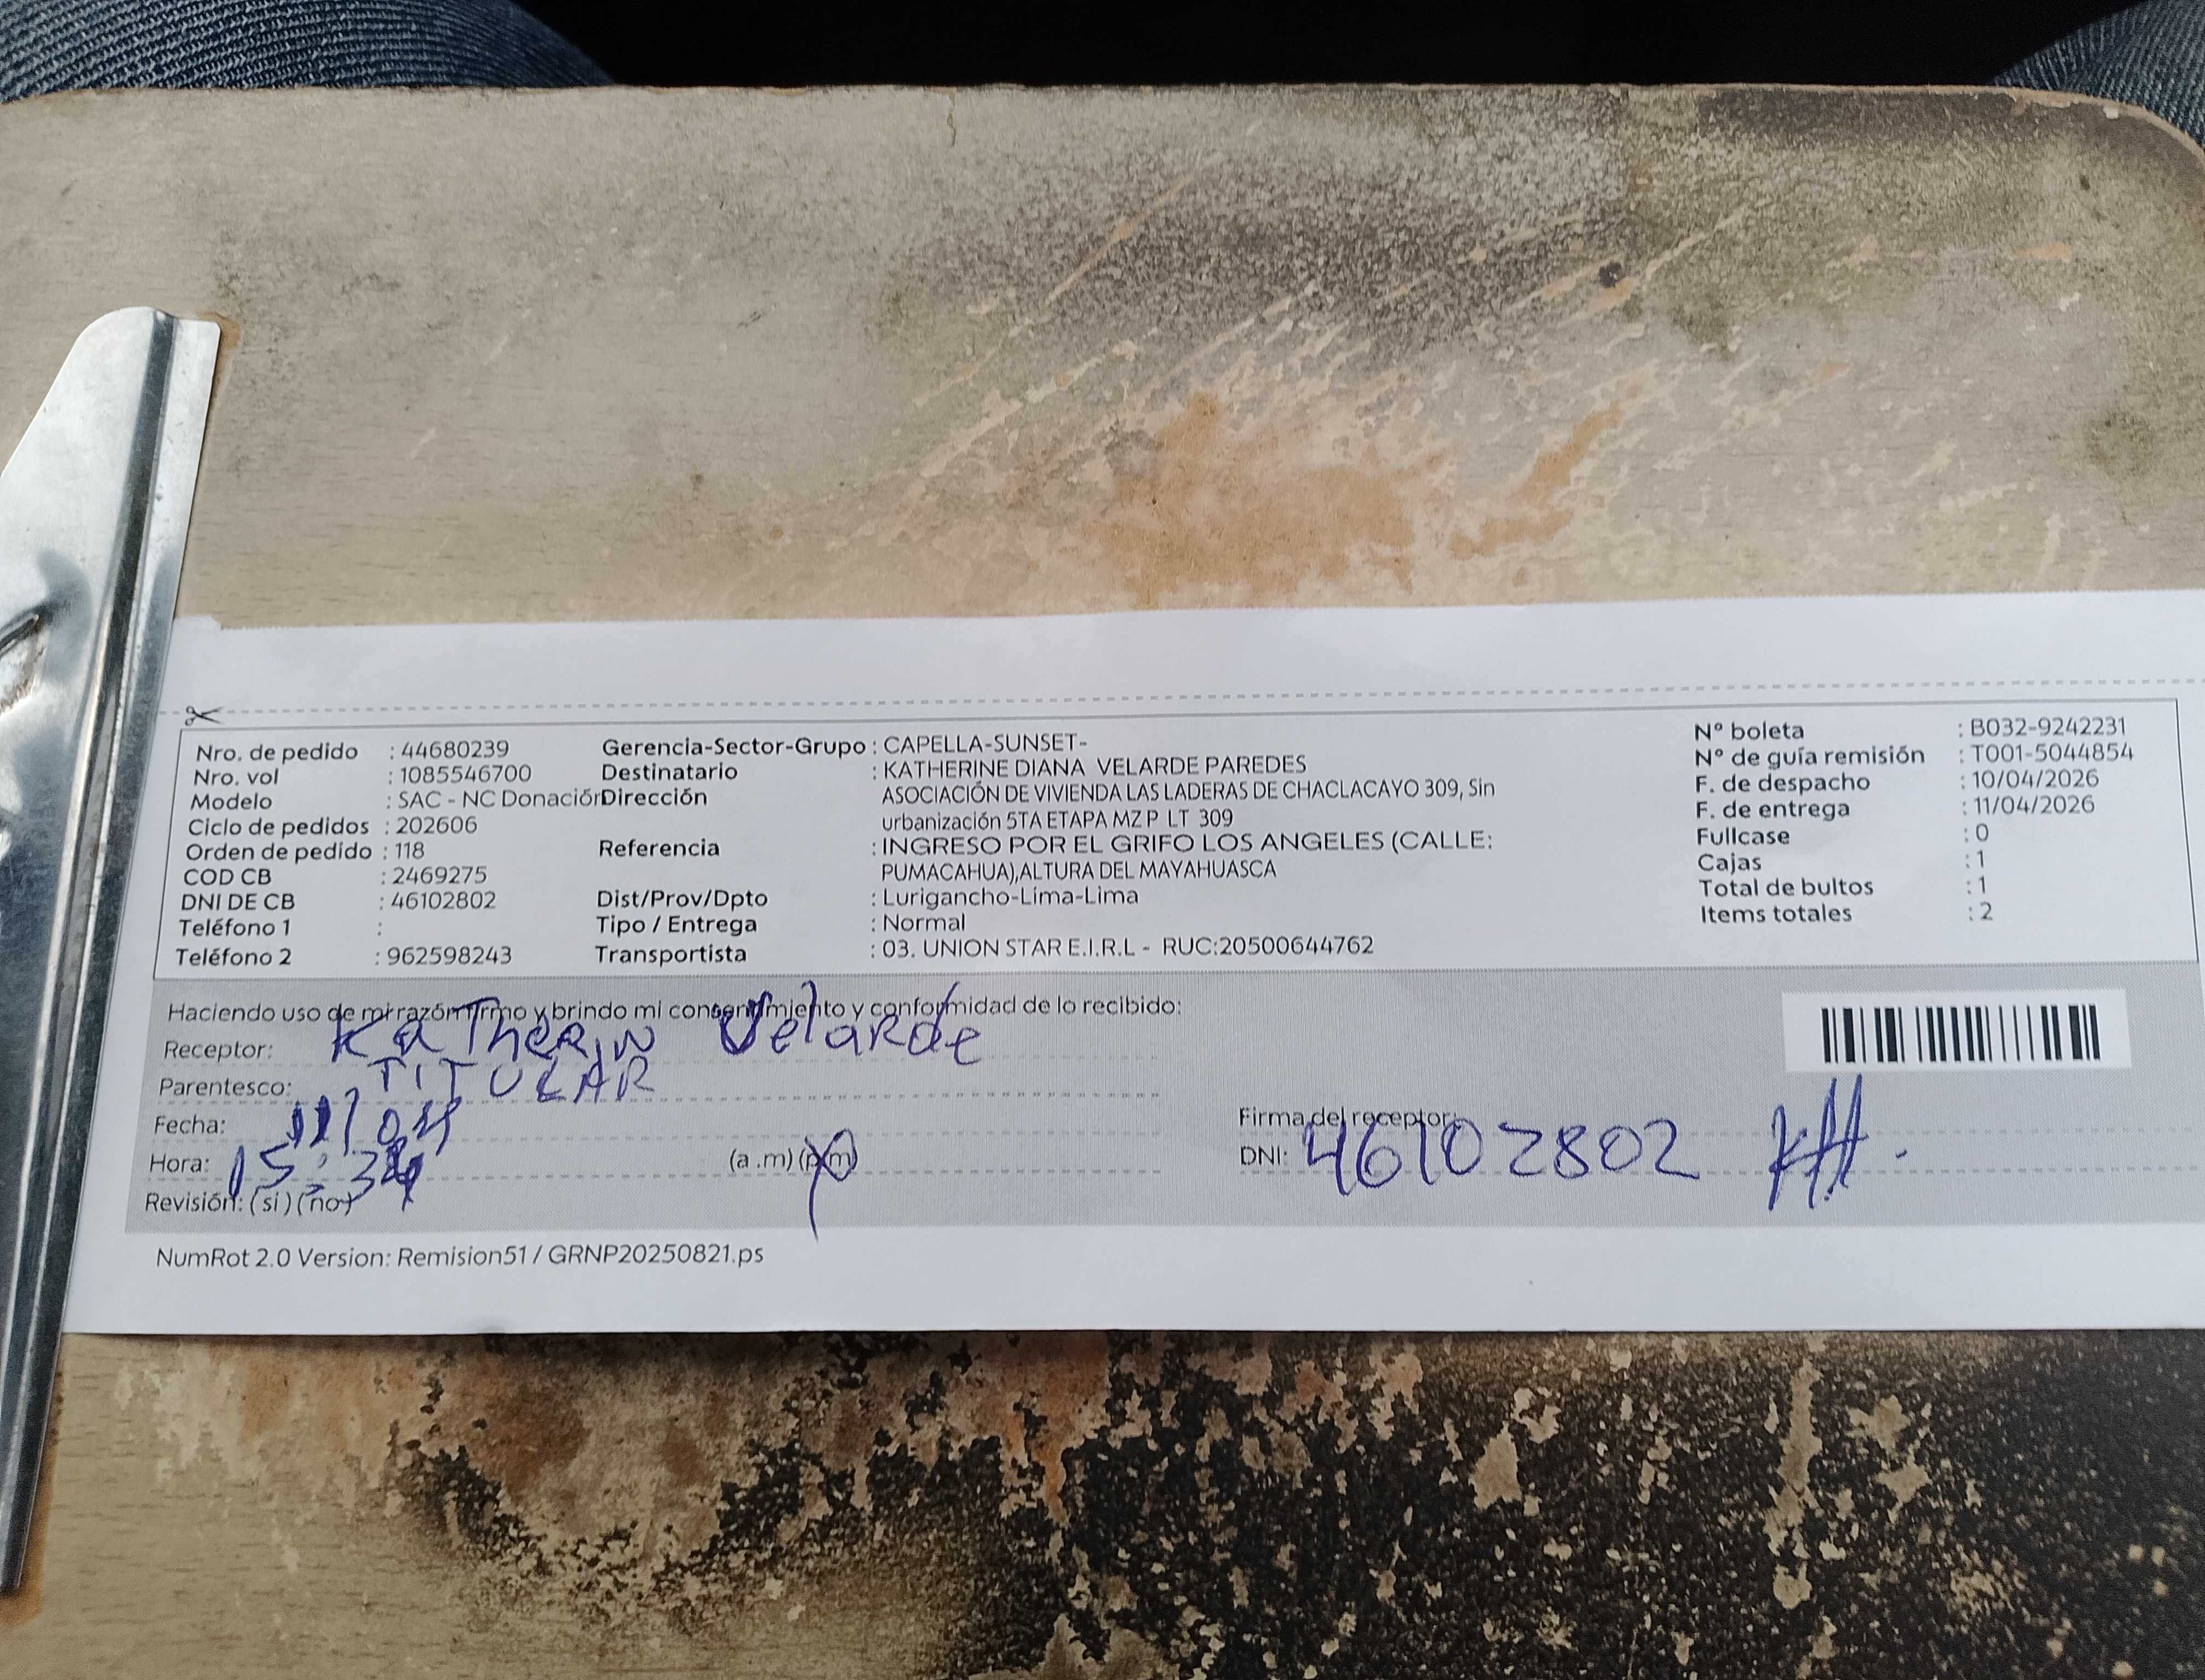 Nro. de pedido : 44680239
Nro. vol : 1085546700
Modelo : SAC - NC Donación
Ciclo de pedidos : 202606
Orden de pedido : 118
COD CB : 2469275
DNI DE CB : 46102802
Teléfono 1 :
Teléfono 2 : 962598243
Gerencia-Sector-Grupo : CAPELLA-SUNSET-
Destinatario : KATHERINE DIANA VELARDE PAREDES
Dirección ASOCIACIÓN DE VIVIENDA LAS LADERAS DE CHACLACAYO 309, Sin
urbanización 5TA ETAPA MZ P LT 309
Referencia : INGRESO POR EL GRIFO LOS ANGELES (CALLE:
PUMACAHUA),ALTURA DEL MAYAHUASCA
Dist/Prov/Dpto : Lurigancho-Lima-Lima
Tipo / Entrega : Normal
Transportista : 03. UNION STAR E.I.R.L - RUC:20500644762
Nº boleta : B032-9242231
Nº de guía remisión : T001-5044854
F. de despacho : 10/04/2026
F. de entrega : 11/04/2026
Fullcase : 0
Cajas : 1
Total de bultos : 1
Items totales : 2
Haciendo uso de mi razón firmo y brindo mi consentimiento y conformidad de lo recibido:
Receptor: KaTherin Velarde
Parentesco: TITULAR
Fecha: 11/04
Hora: 15:34 (a .m) (p.m)
Revisión: (si) (no)
Firma del receptor:
DNI: 46102802
NumRot 2.0 Version: Remision51 / GRNP20250821.ps